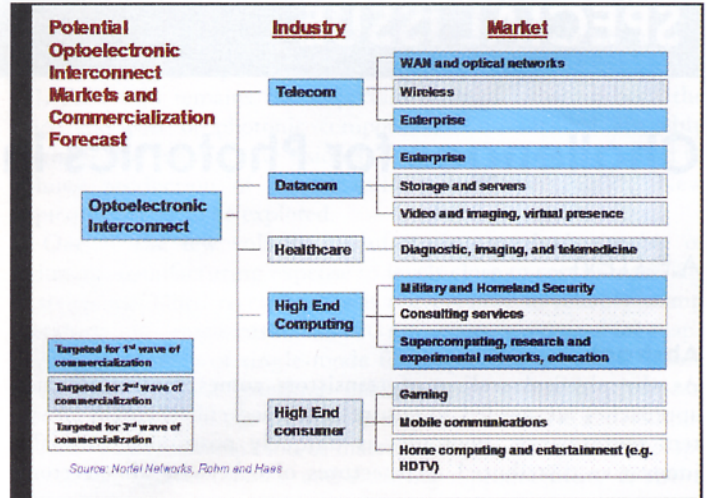 Potential
Optoelectronic
Interconnect
Markets and
Commercialization
Forecast
Industry
Market
Optoelectronic
Interconnect
Telecom
WAN and optical networks
Wireless
Enterprise
Datacom
Enterprise
Storage and servers
Video and imaging, virtual presence
Healthcare
Diagnostic, imaging, and telemedicine
High End
Computing
Military and Homeland Security
Consulting services
Supercomputing, research and
experimental networks, education
High End
consumer
Gaming
Mobile communications
Home computing and entertainment (e.g.
HDTV)
Targeted for 1st wave of
commercialization
Targeted for 2nd wave of
commercialization
Targeted for 3rd wave of
commercialization
Source: Nortel Networks, Rohm and Haas